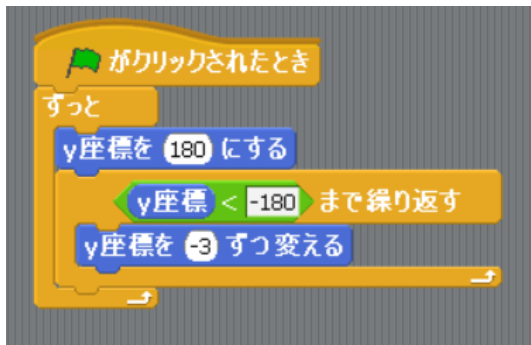 がクリックされたとき
ずっと
y座標を 180 にする
y座標 < -180 まで繰り返す
y座標を -3 ずつ変える